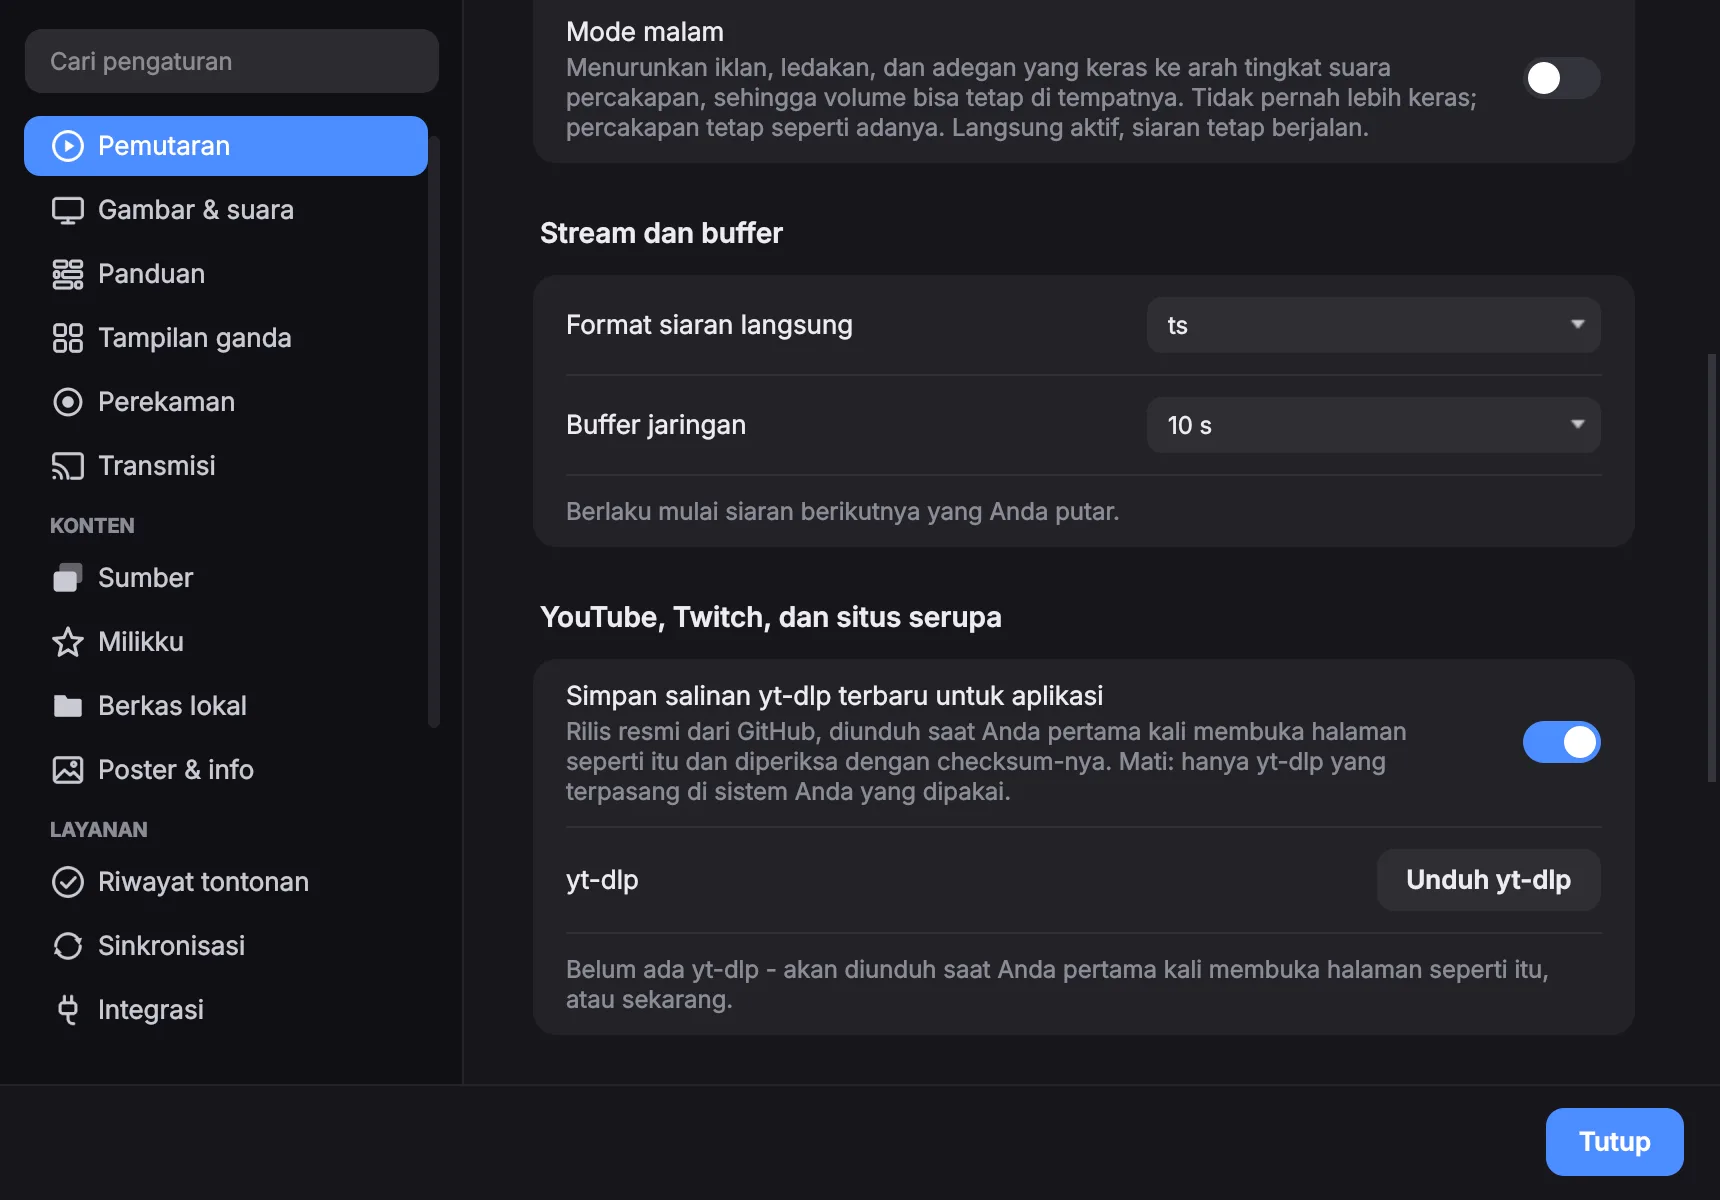 Cari pengaturan
Pemutaran
Gambar & suara
Panduan
Tampilan ganda
Perekaman
Transmisi
KONTEN
Sumber
Milikku
Berkas lokal
Poster & info
LAYANAN
Riwayat tontonan
Sinkronisasi
Integrasi
Mode malam
Menurunkan iklan, ledakan, dan adegan yang keras ke arah tingkat suara
percakapan, sehingga volume bisa tetap di tempatnya. Tidak pernah lebih keras;
percakapan tetap seperti adanya. Langsung aktif, siaran tetap berjalan.
Stream dan buffer
Format siaran langsung
ts
Buffer jaringan
10 s
Berlaku mulai siaran berikutnya yang Anda putar.
YouTube, Twitch, dan situs serupa
Simpan salinan yt-dlp terbaru untuk aplikasi
Rilis resmi dari GitHub, diunduh saat Anda pertama kali membuka halaman
seperti itu dan diperiksa dengan checksum-nya. Mati: hanya yt-dlp yang
terpasang di sistem Anda yang dipakai.
yt-dlp
Unduh yt-dlp
Belum ada yt-dlp - akan diunduh saat Anda pertama kali membuka halaman seperti itu,
atau sekarang.
Tutup